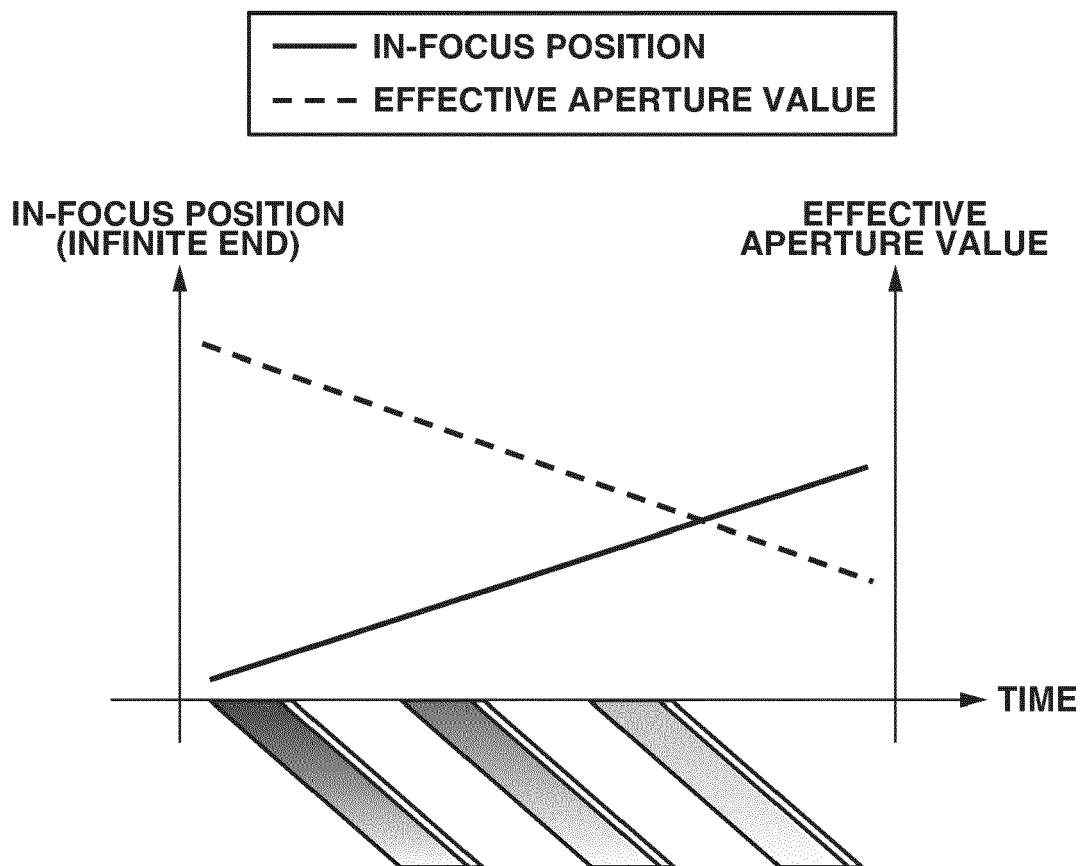 IN-FOCUS POSITION
EFFECTIVE APERTURE VALUE
IN-FOCUS POSITION
(INFINITE END)
EFFECTIVE
APERTURE VALUE
TIME